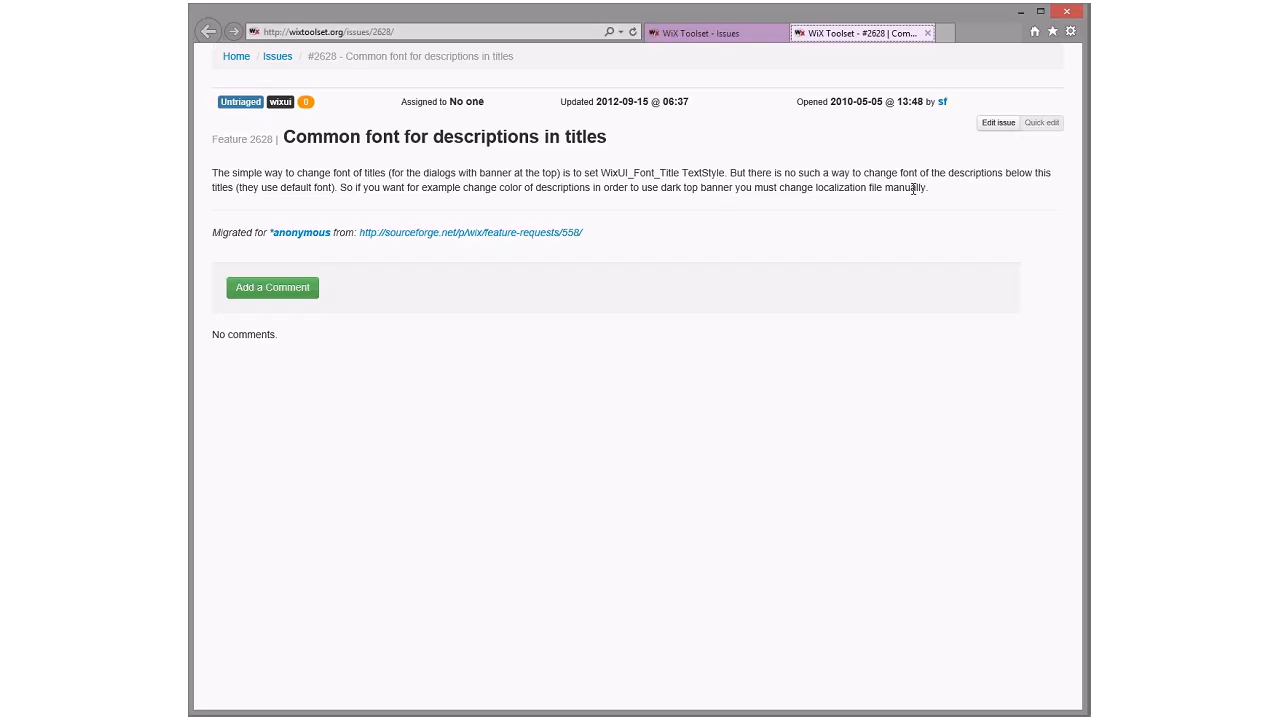 http://wixtoolset.org/issues/2628/
WiX Toolset - Issues
WiX Toolset - #2628 | Com...
Home / Issues / #2628 - Common font for descriptions in titles
Untriaged wixui 0 Assigned to No one Updated 2012-09-15 @ 06:37 Opened 2010-05-05 @ 13:48 by sf
Edit issue Quick edit
Feature 2628 | Common font for descriptions in titles
The simple way to change font of titles (for the dialogs with banner at the top) is to set WixUI_Font_Title TextStyle. But there is no such a way to change font of the descriptions below this
titles (they use default font). So if you want for example change color of descriptions in order to use dark top banner you must change localization file manually.
Migrated for *anonymous from: http://sourceforge.net/p/wix/feature-requests/558/
Add a Comment
No comments.